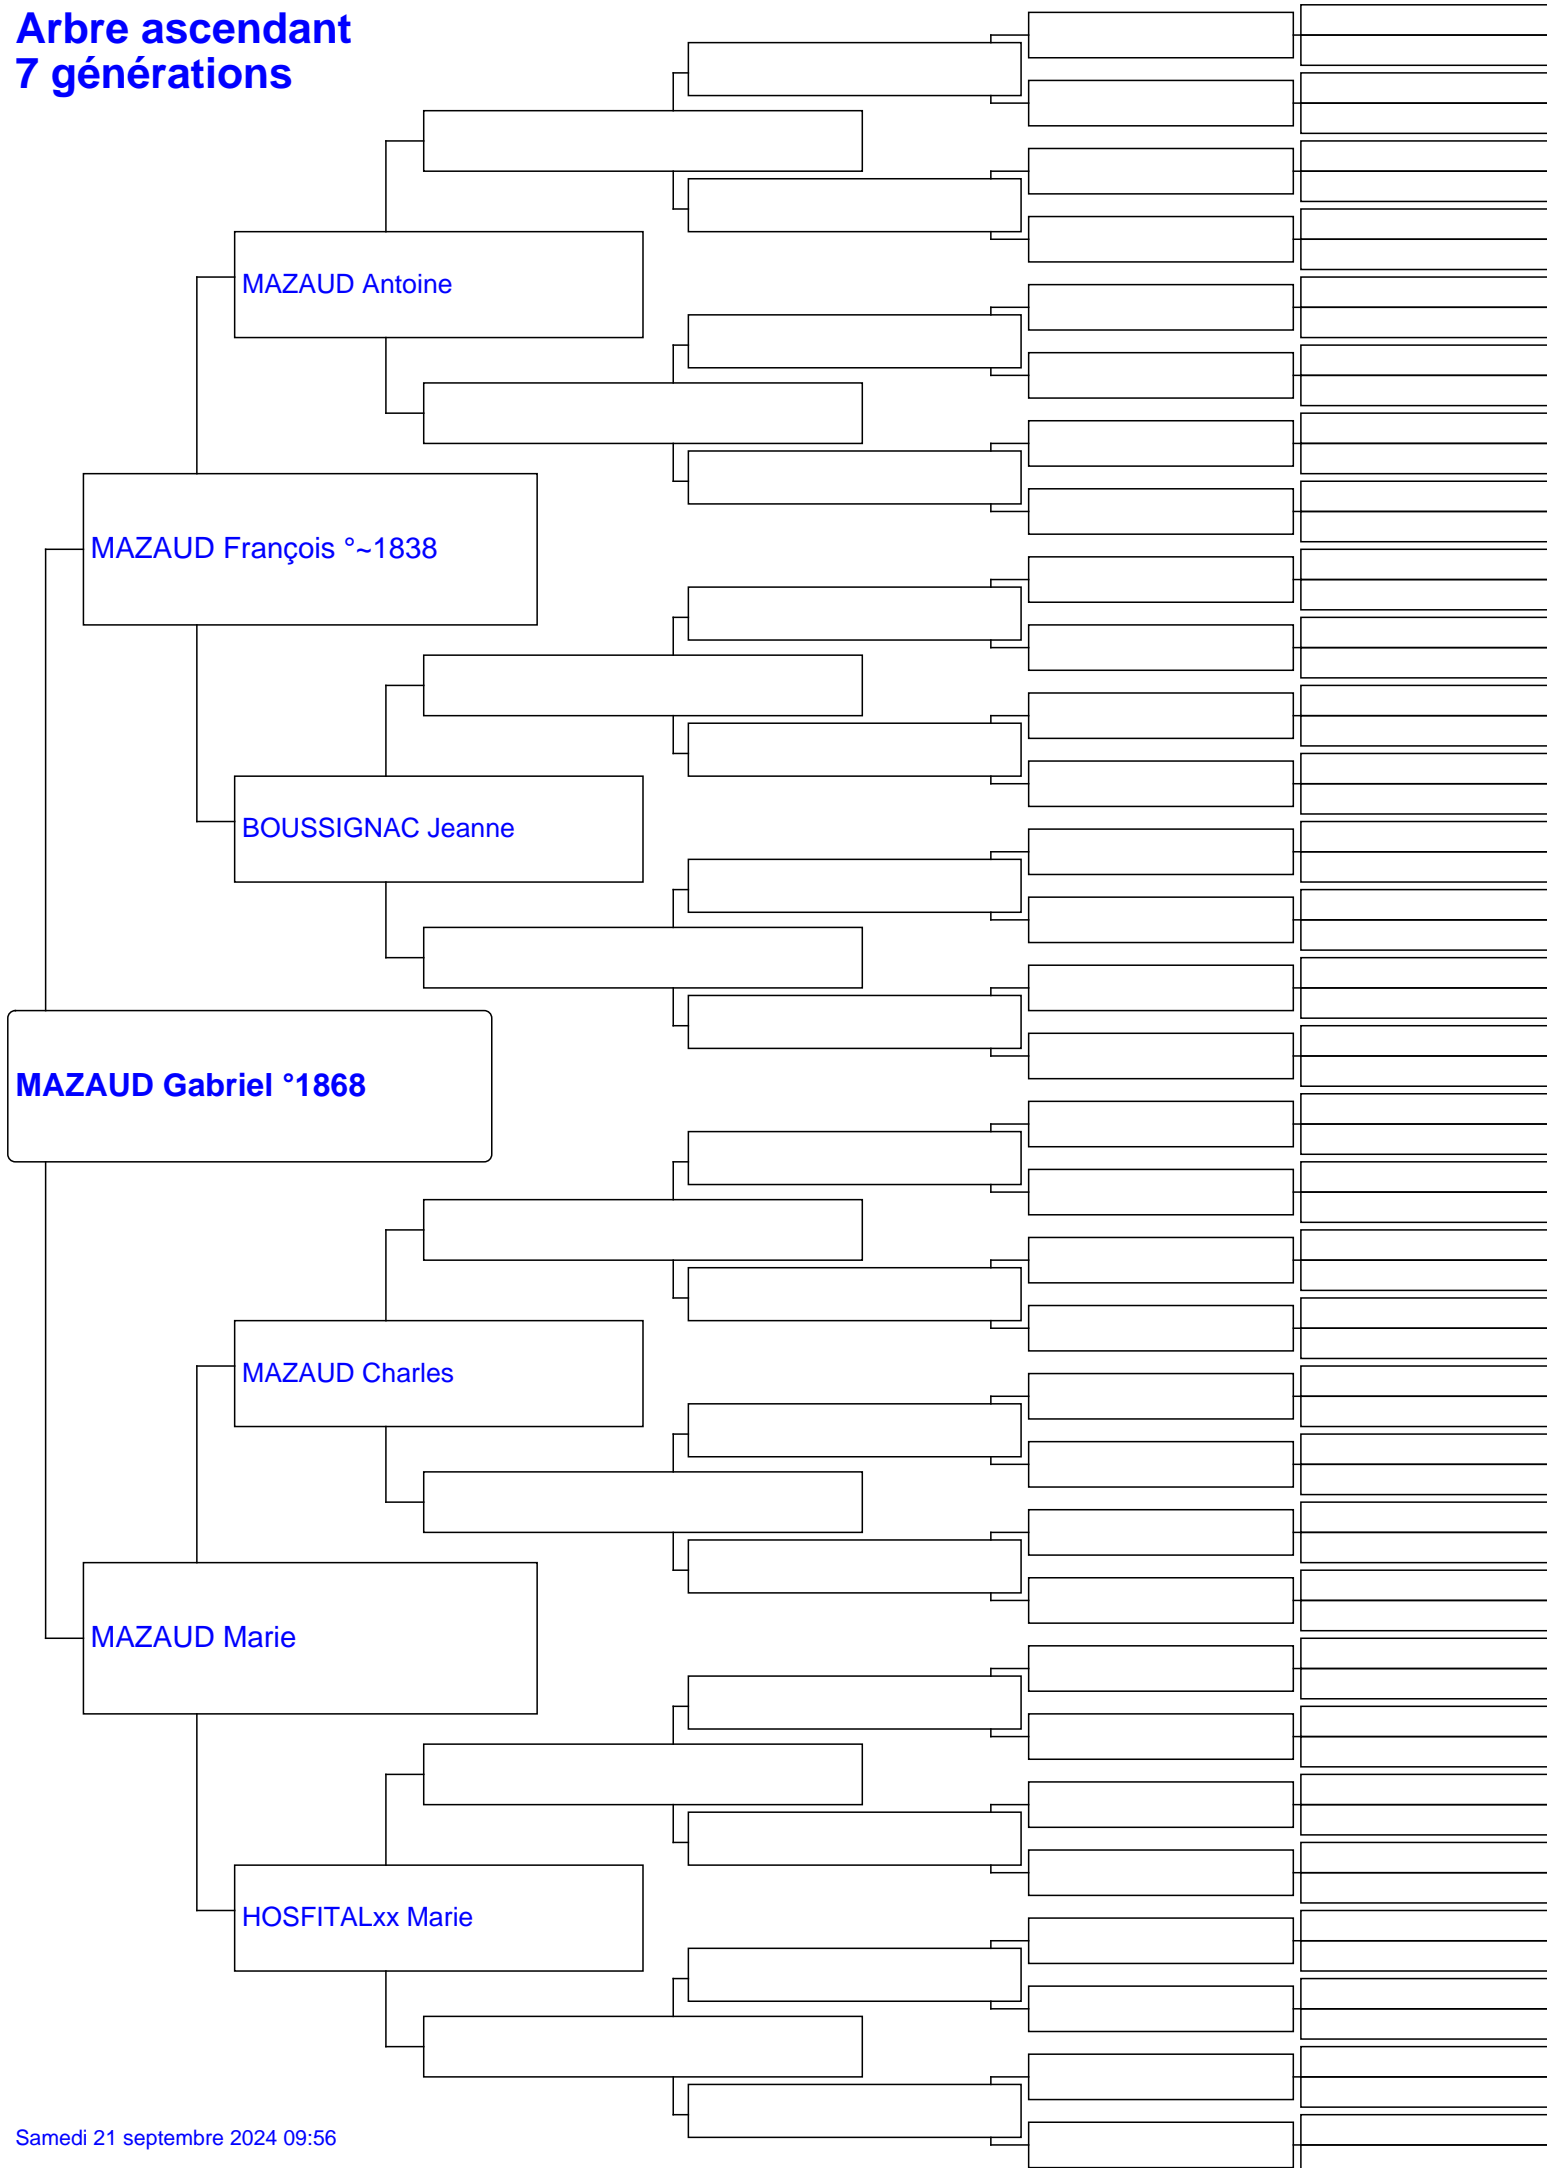 Arbre ascendant
7 générations
MAZAUD Antoine
MAZAUD François °~1838
BOUSSIGNAC Jeanne
MAZAUD Gabriel °1868
MAZAUD Charles
MAZAUD Marie
HOSFITALxx Marie
Samedi 21 septembre 2024 09:56